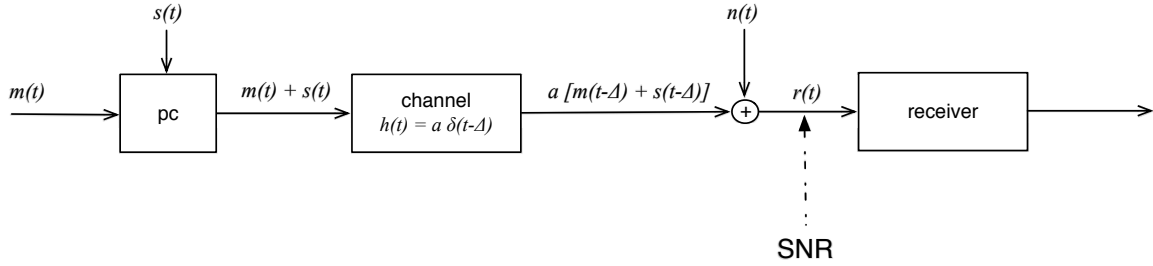 s(t)
n(t)
m(t)
pc
m(t) + s(t)
channel
h(t) = a δ(t-Δ)
a [m(t-Δ) + s(t-Δ)]
+
r(t)
receiver
SNR